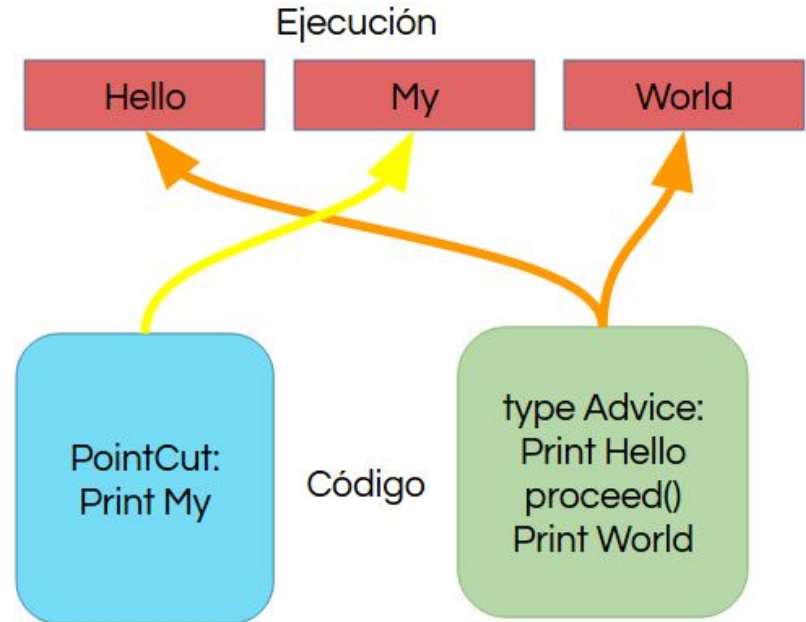 Ejecución
Hello
My
World
PointCut:
Print My
Código
type Advice:
Print Hello
proceed()
Print World